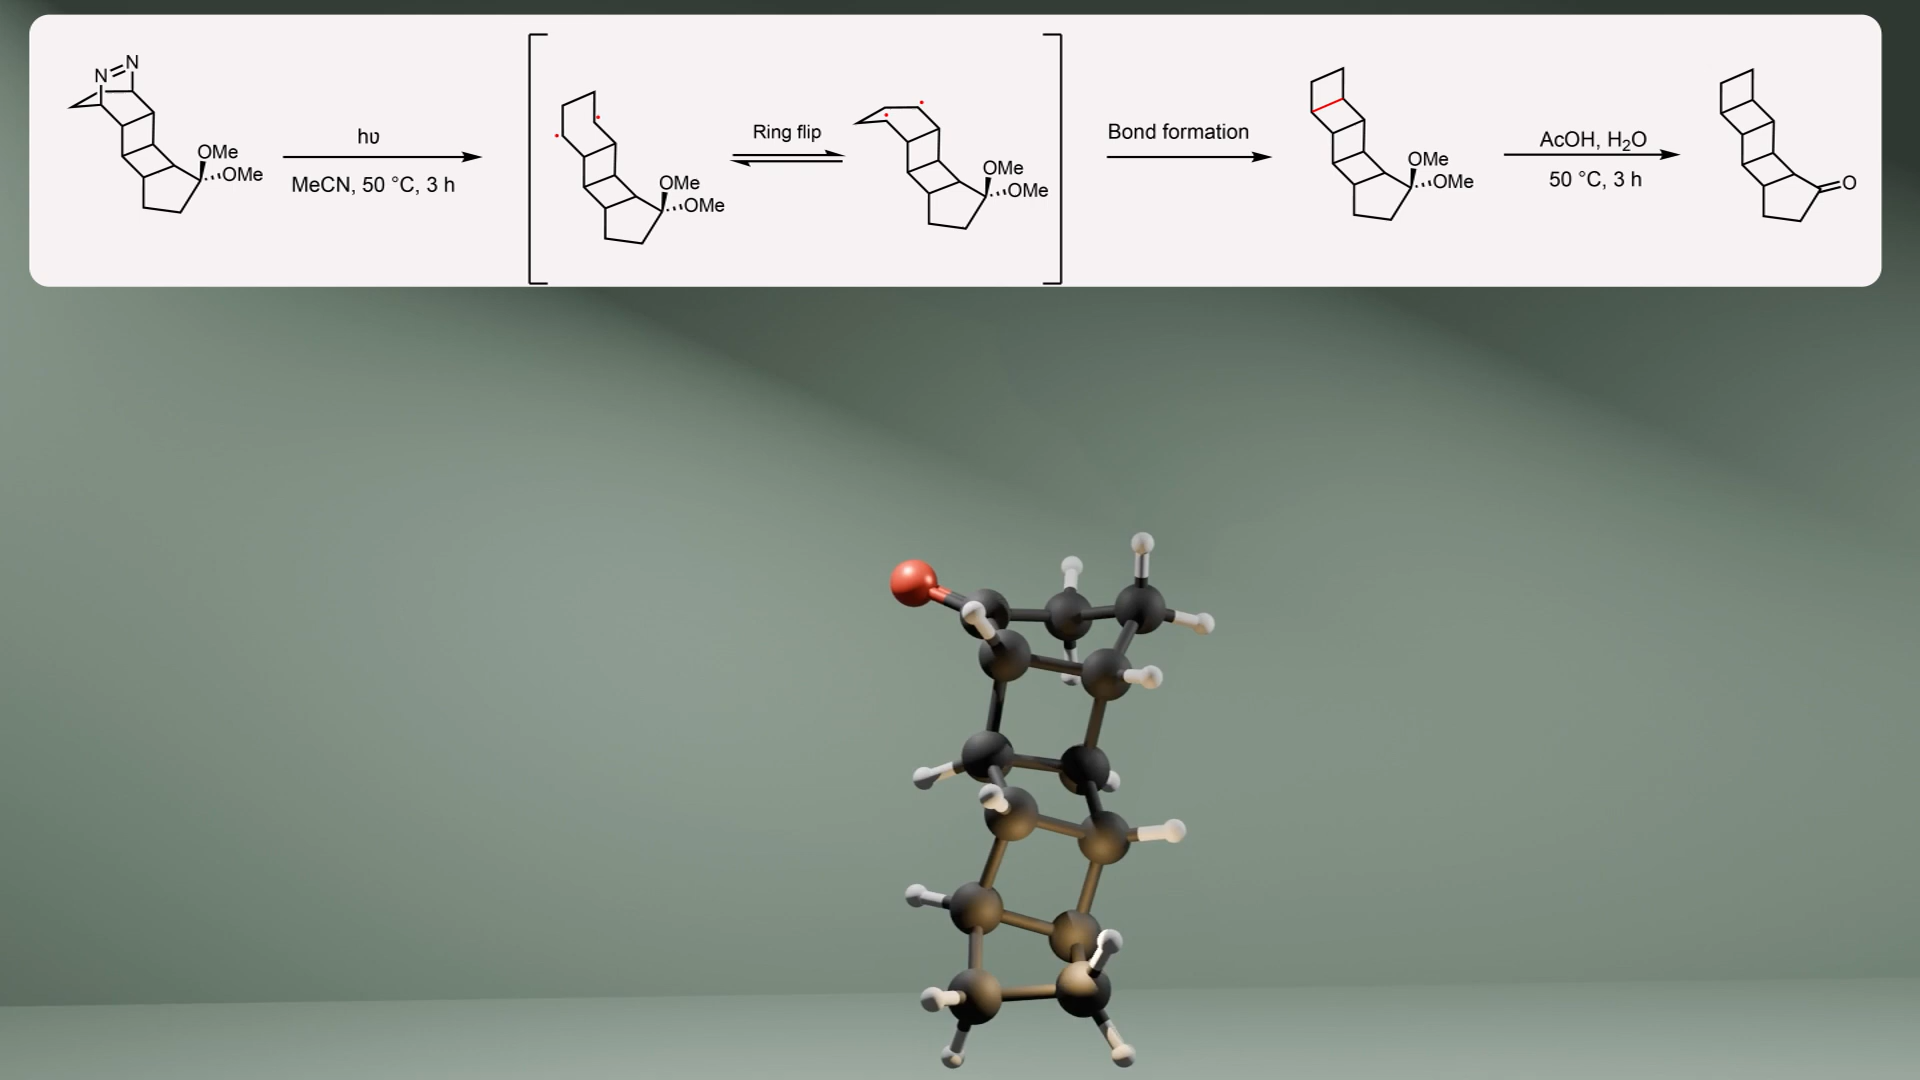 N=N
OMe
OMe
hυ
MeCN, 50 °C, 3 h
OMe
OMe
Ring flip
OMe
OMe
Bond formation
OMe
OMe
AcOH, H₂O
50 °C, 3 h
O